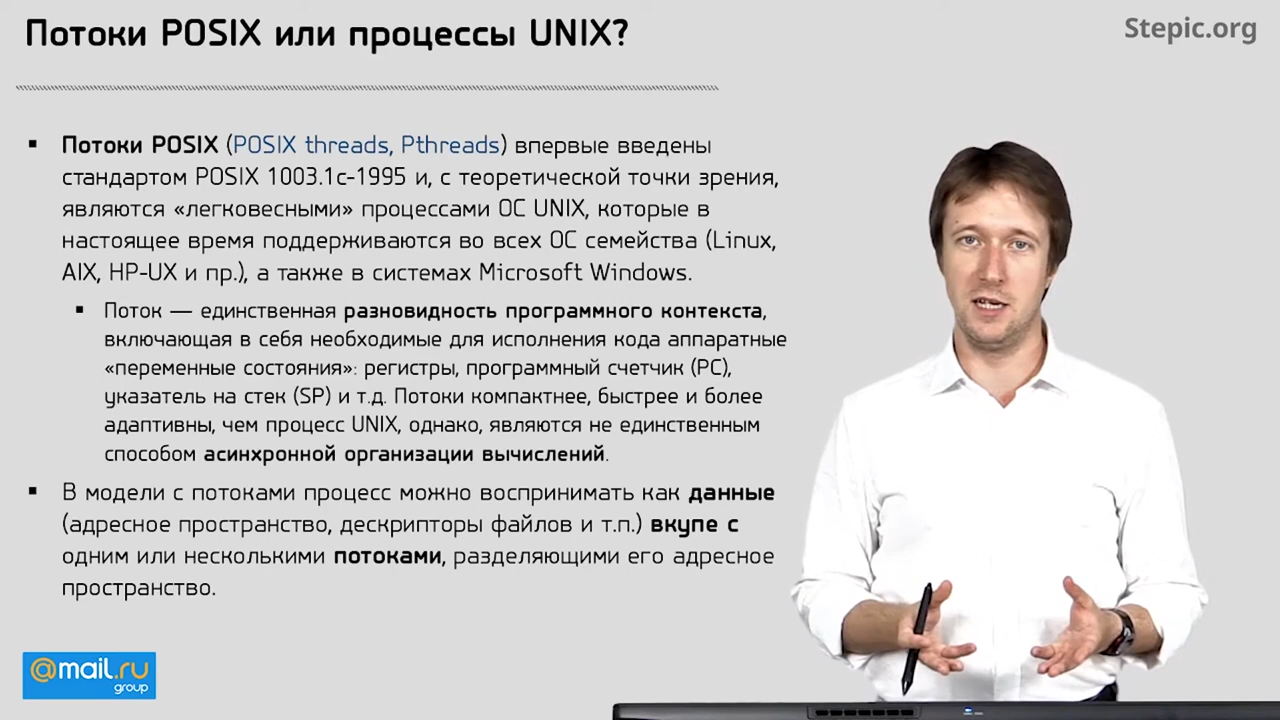 Потоки POSIX или процессы UNIX?
Stepic.org
▪ Потоки POSIX (POSIX threads, Pthreads) впервые введены
стандартом POSIX 1003.1c-1995 и, с теоретической точки зрения,
являются «легковесными» процессами ОС UNIX, которые в
настоящее время поддерживаются во всех ОС семейства (Linux,
AIX, HP-UX и пр.), а также в системах Microsoft Windows.
▪ Поток — единственная разновидность программного контекста,
включающая в себя необходимые для исполнения кода аппаратные
«переменные состояния»: регистры, программный счетчик (PC),
указатель на стек (SP) и т.д. Потоки компактнее, быстрее и более
адаптивны, чем процесс UNIX, однако, являются не единственным
способом асинхронной организации вычислений.
▪ В модели с потоками процесс можно воспринимать как данные
(адресное пространство, дескрипторы файлов и т.п.) вкупе с
одним или несколькими потоками, разделяющими его адресное
пространство.
@mail.ru
group